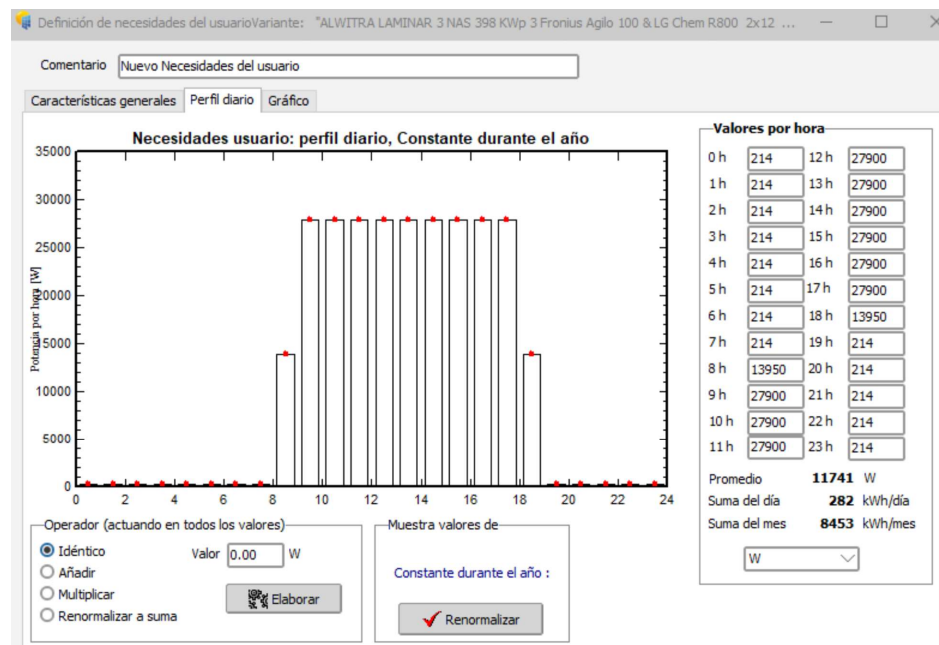 Definición de necesidades del usuarioVariante: "ALWITRA LAMINAR 3 NAS 398 KWp 3 Fronius Agilo 100 & LG Chem R800 2x12 ...
Comentario Nuevo Necesidades del usuario
Características generales Perfil diario Gráfico
Necesidades usuario: perfil diario, Constante durante el año
35000
30000
25000
20000
15000
10000
5000
0
Potencia por hora [W]
0 2 4 6 8 10 12 14 16 18 20 22 24
Valores por hora
0 h 214 12 h 27900
1 h 214 13 h 27900
2 h 214 14 h 27900
3 h 214 15 h 27900
4 h 214 16 h 27900
5 h 214 17 h 27900
6 h 214 18 h 13950
7 h 214 19 h 214
8 h 13950 20 h 214
9 h 27900 21 h 214
10 h 27900 22 h 214
11 h 27900 23 h 214
Promedio 11741 W
Suma del día 282 kWh/día
Suma del mes 8453 kWh/mes
W
Operador (actuando en todos los valores)
Idéntico Valor 0.00 W
Añadir
Multiplicar Elaborar
Renormalizar a suma
Muestra valores de
Constante durante el año :
Renormalizar